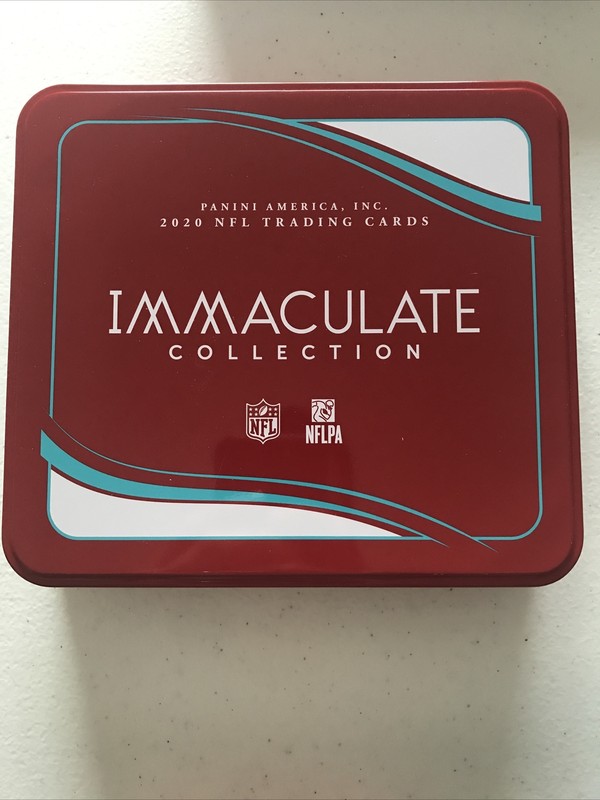 PANINI AMERICA, INC.
2020 NFL TRADING CARDS
IMMACULATE
COLLECTION
NFL
NFLPA